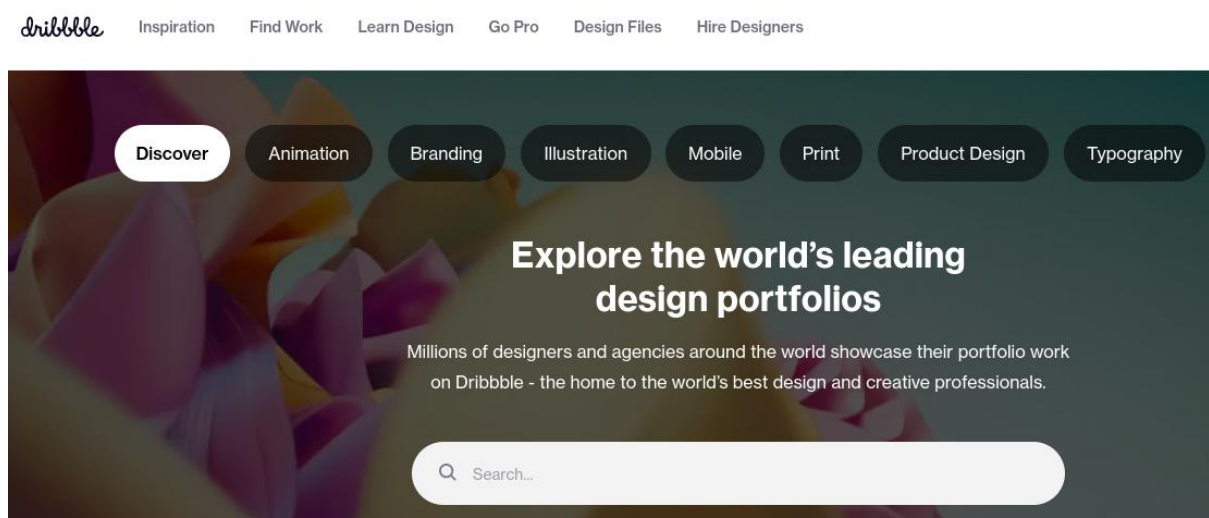 dribbble Inspiration Find Work Learn Design Go Pro Design Files Hire Designers
Discover Animation Branding Illustration Mobile Print Product Design Typography
Explore the world’s leading
design portfolios
Millions of designers and agencies around the world showcase their portfolio work
on Dribbble - the home to the world’s best design and creative professionals.
Search...